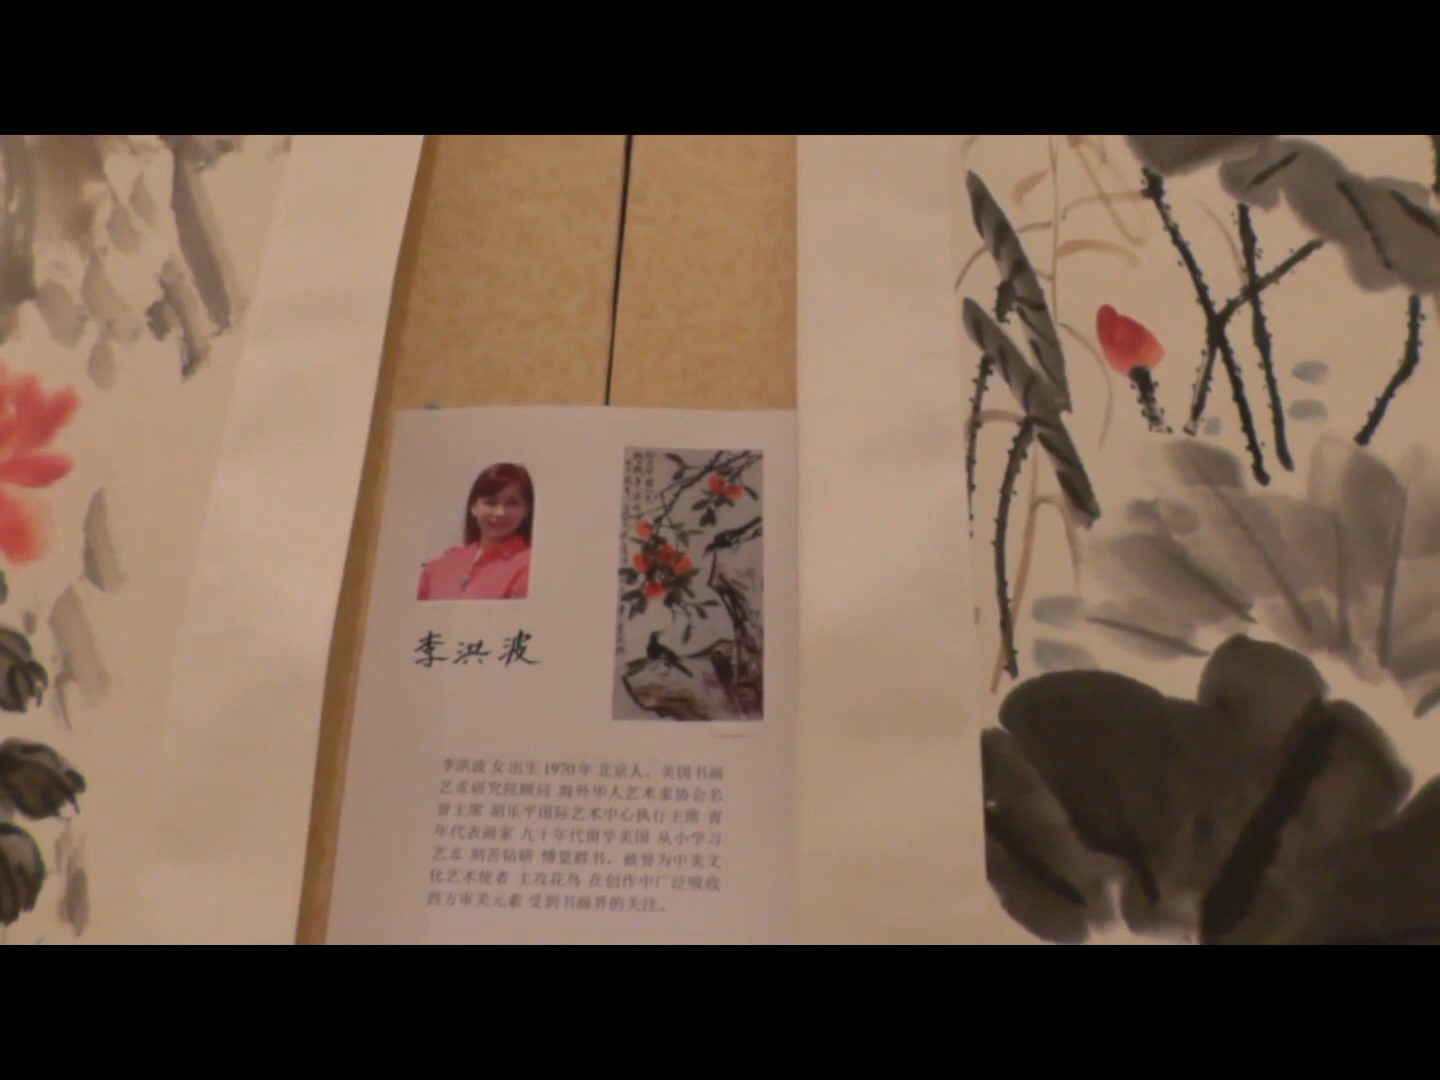 李洪波
李洪波 女 出生 1970 年 北京人。美国书画
艺术研究院顾问 海外华人艺术家协会名
誉主席 胡乐平国际艺术中心执行主席 青
年代表画家 九十年代留学美国 从小学习
艺术 刻苦钻研 博览群书，被誉为中美文
化艺术使者 主攻花鸟 在创作中广泛吸收
西方审美元素 受到书画界的关注。